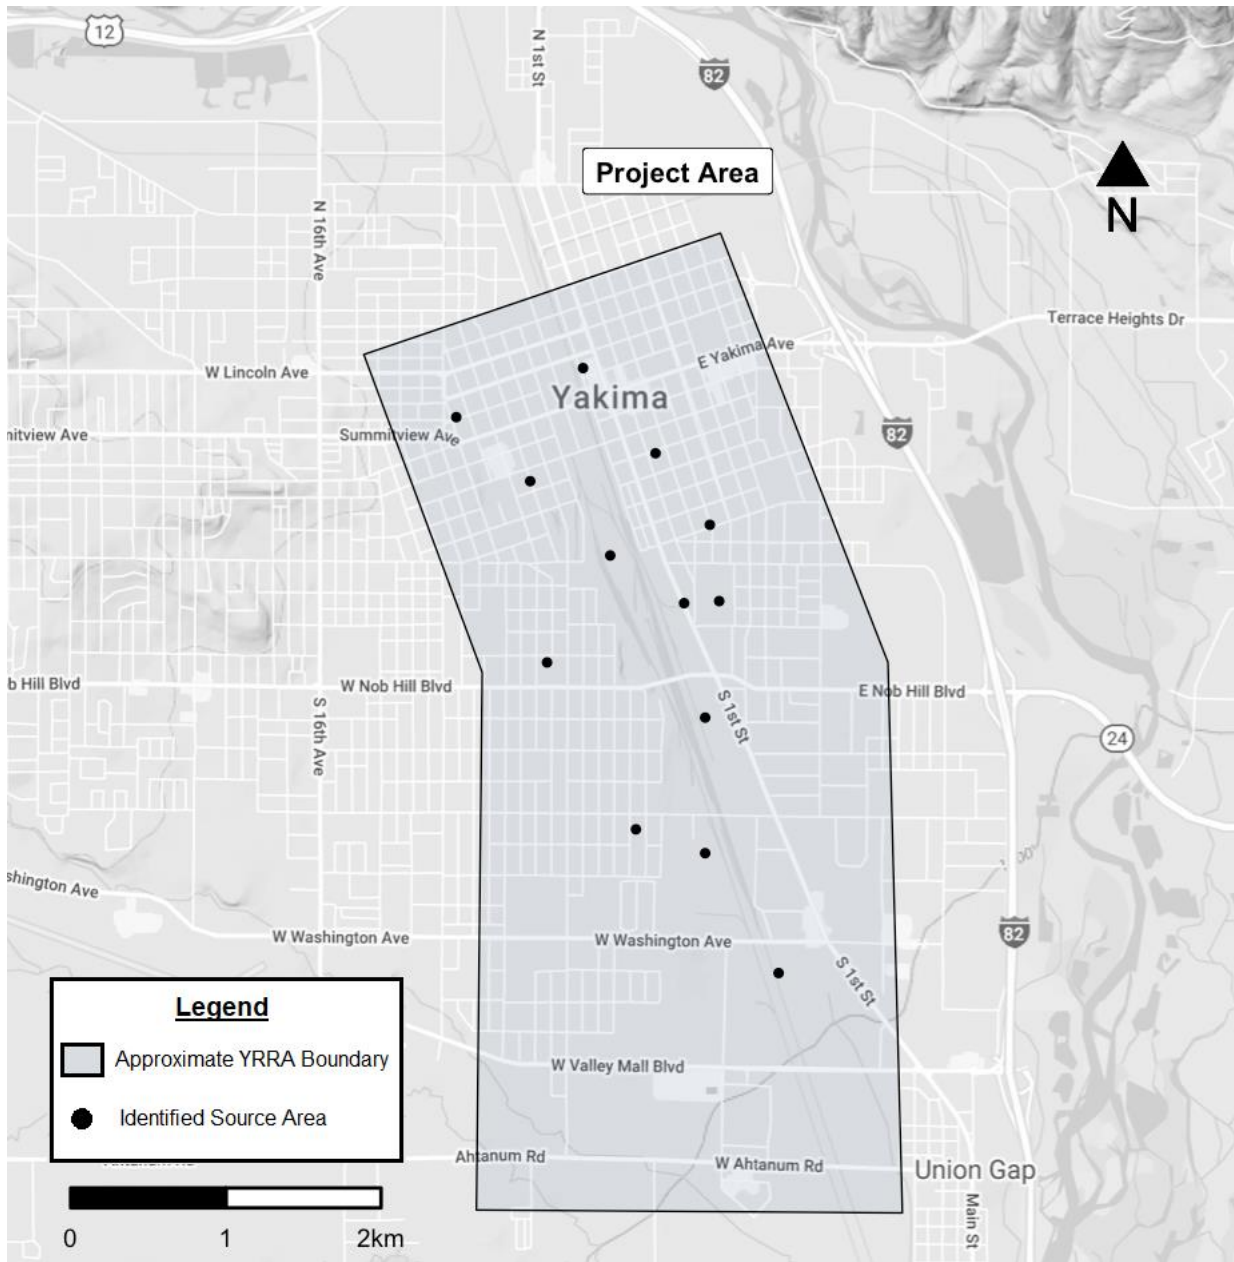 12
N 1st St
82
Project Area
N
N 16th Ave
Terrace Heights Dr
E Yakima Ave
W Lincoln Ave
Yakima
nitview Ave
Summitview Ave
82
b Hill Blvd
W Nob Hill Blvd
E Nob Hill Blvd
S 16th Ave
S 1st St
24
shington Ave
W Washington Ave
W Washington Ave
82
S 1st St
Legend
Approximate YRRA Boundary
Identified Source Area
W Valley Mall Blvd
Ahtanum Rd
W Ahtanum Rd
Union Gap
Main St
0 1 2km